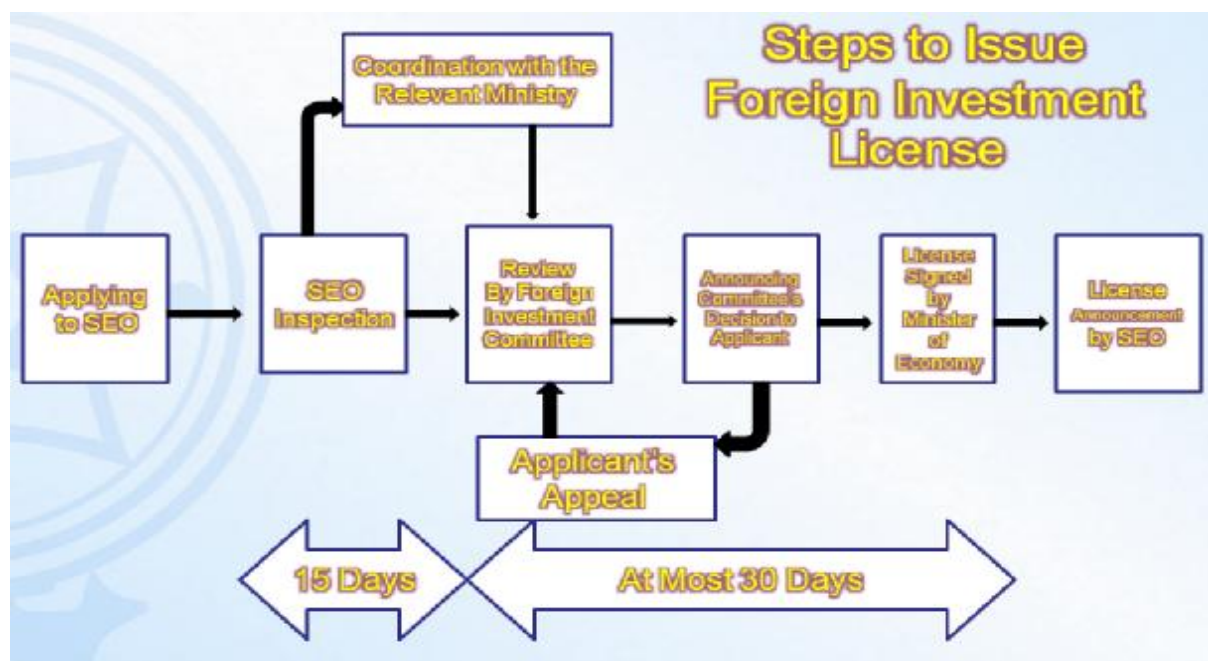 Steps to Issue
Foreign Investment
License
Coordination with the
Relevant Ministry
Applying
to SEO
SEO
Inspection
Review
By Foreign
Investment
Committee
Announcing
Committee's
Decision to
Applicant
License
Signed
by
Minister
of
Economy
License
Announcement
by SEO
Applicant's
Appeal
15 Days
At Most 30 Days